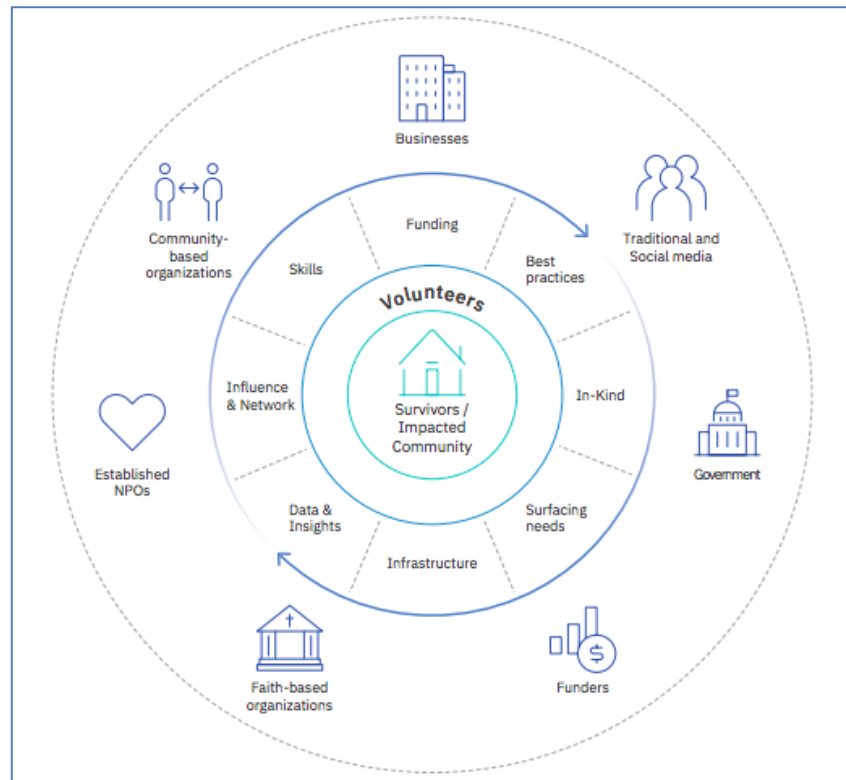 Businesses
Community-
based
organizations
Traditional and
Social media
Funding
Skills
Best
practices
Volunteers
Influence
& Network
In-Kind
Survivors /
Impacted
Community
Established
NPOs
Government
Data &
Insights
Surfacing
needs
Infrastructure
$
Faith-based
organizations
Funders